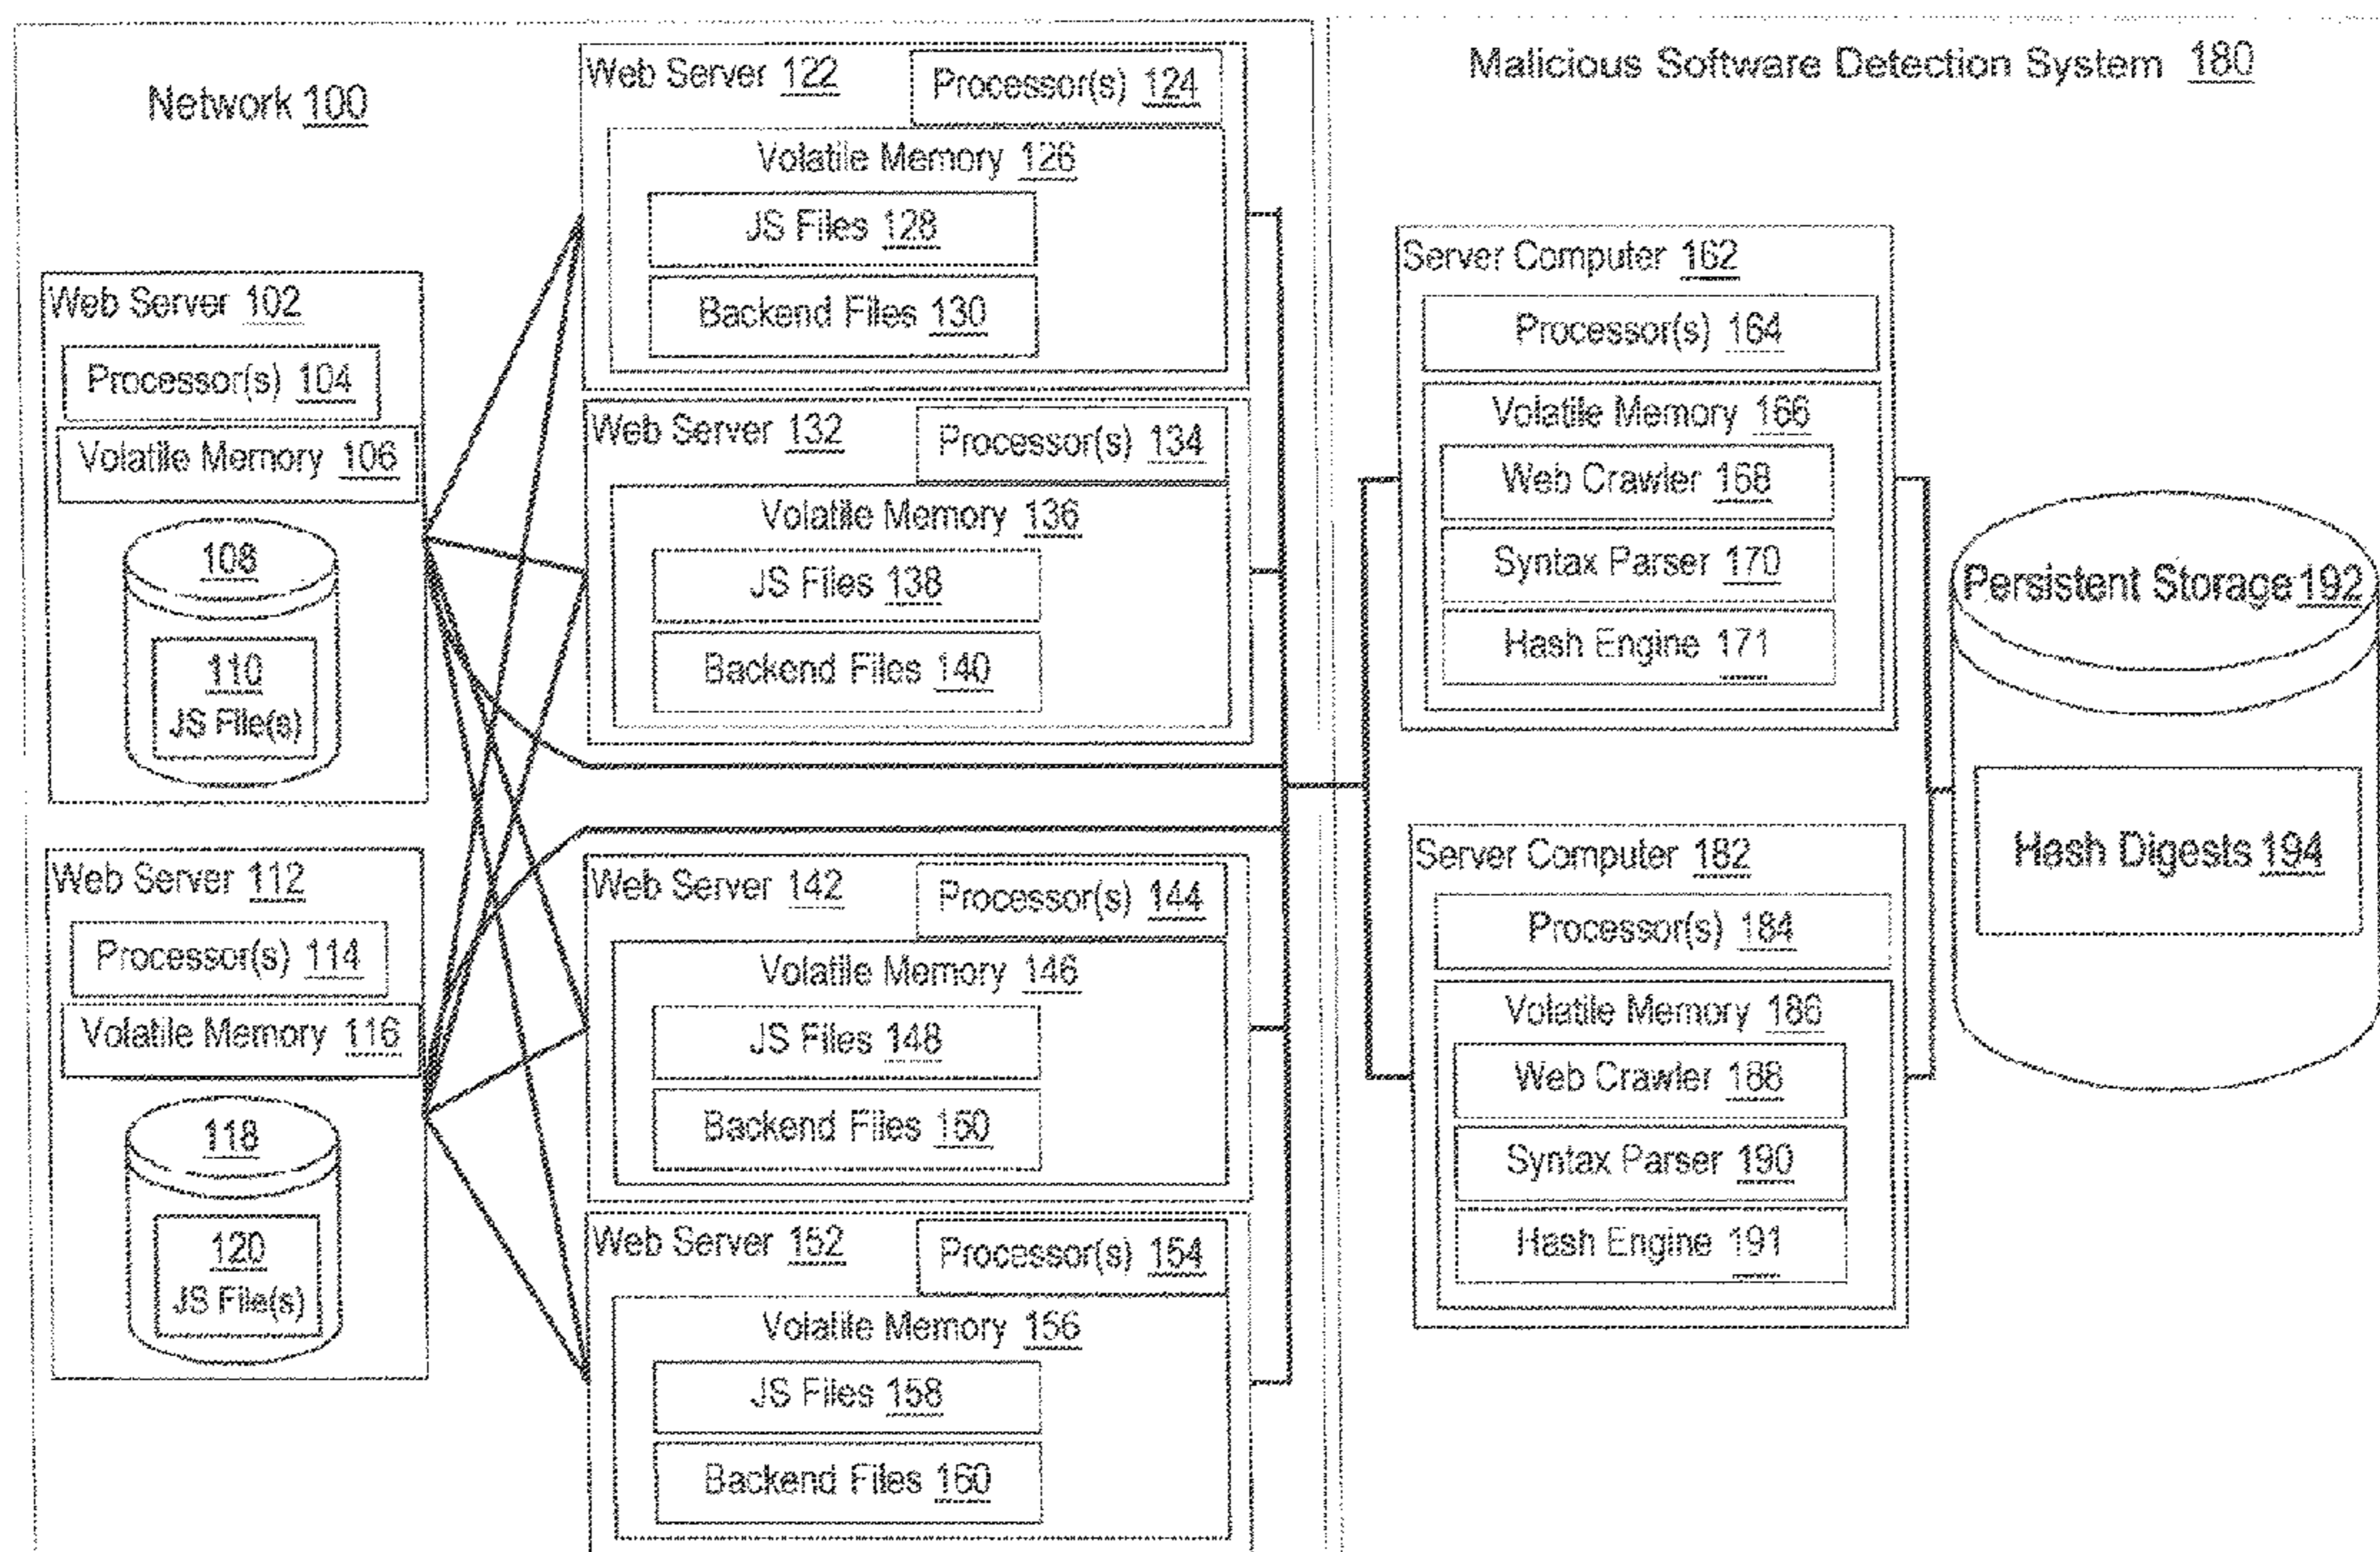 Network 100
Web Server 102
Processor(s) 104
Volatile Memory 106
108
110
JS File(s)
Web Server 112
Processor(s) 114
Volatile Memory 116
118
120
JS File(s)
Web Server 122
Processor(s) 124
Volatile Memory 126
JS Files 128
Backend Files 130
Web Server 132
Processor(s) 134
Volatile Memory 136
JS Files 138
Backend Files 140
Web Server 142
Processor(s) 144
Volatile Memory 146
JS Files 148
Backend Files 150
Web Server 152
Processor(s) 154
Volatile Memory 156
JS Files 158
Backend Files 160
Malicious Software Detection System 180
Server Computer 162
Processor(s) 164
Volatile Memory 166
Web Crawler 168
Syntax Parser 170
Hash Engine 171
Server Computer 182
Processor(s) 184
Volatile Memory 186
Web Crawler 188
Syntax Parser 190
Hash Engine 191
Persistent Storage 192
Hash Digests 194